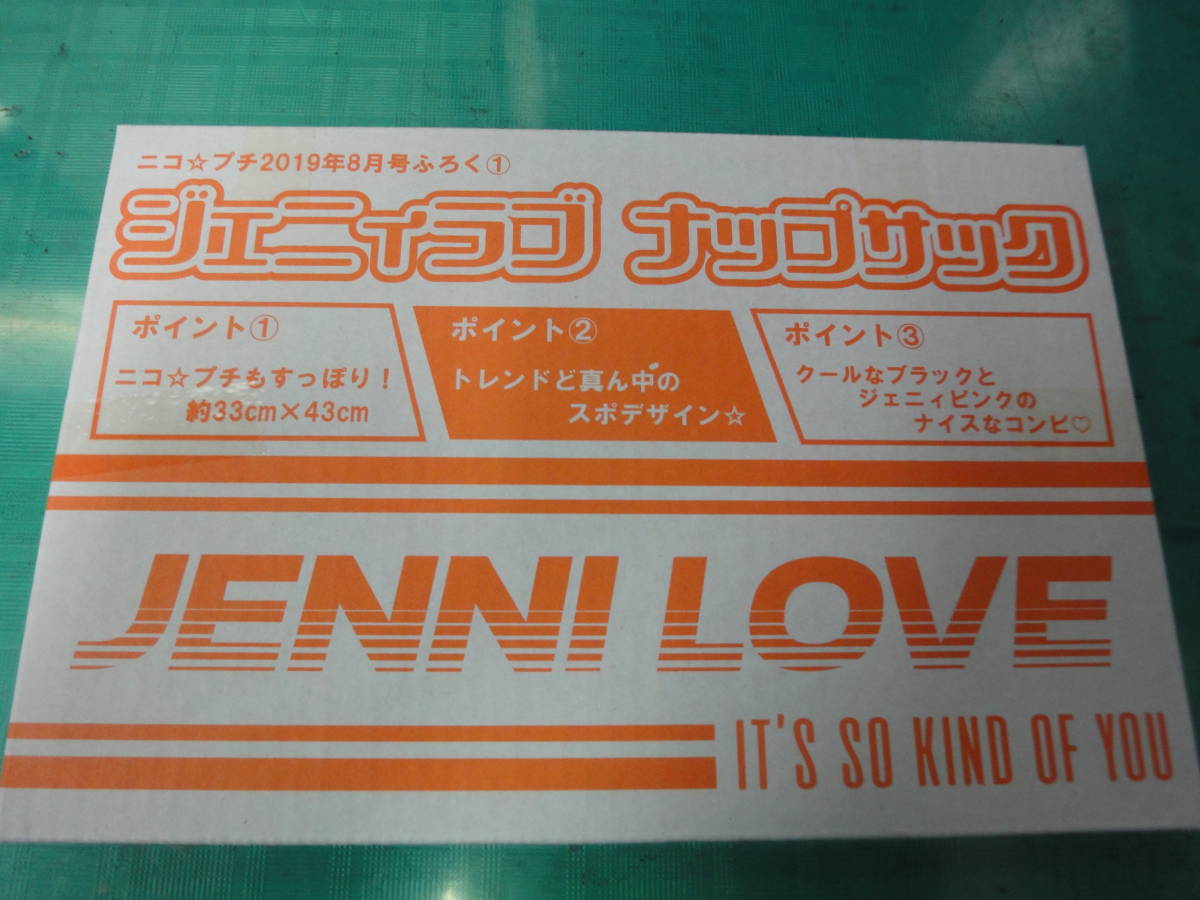 ニコ☆プチ2019年8月号ふろく①
ジェニィラブ ナップサック
ポイント①
ニコ☆プチもすっぽり！
約33cm×43cm
ポイント②
トレンドど真ん中の
スポデザイン☆
ポイント③
クールなブラックと
ジェニィピンクの
ナイスなコンビ♡
JENNI LOVE
IT'S SO KIND OF YOU